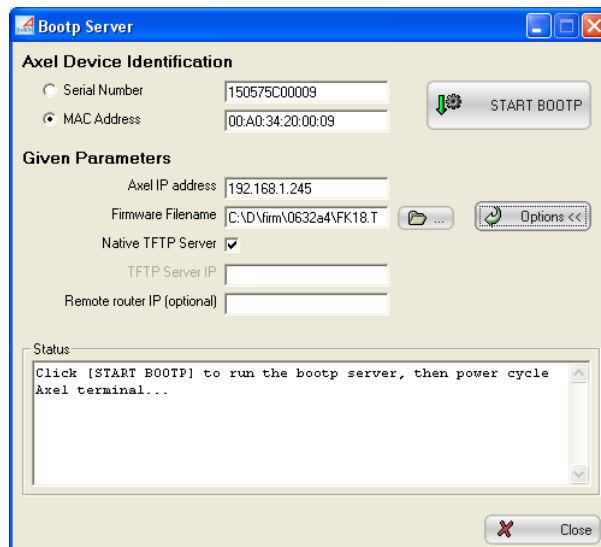 Bootp Server
Axel Device Identification
Serial Number 150575C00009
MAC Address 00:A0:34:20:00:09
START BOOTP
Given Parameters
Axel IP address 192.168.1.245
Firmware Filename C:\D\firm\0632a4\FK18.T ... Options <<
Native TFTP Server
TFTP Server IP
Remote router IP (optional)
Status
Click [START BOOTP] to run the bootp server, then power cycle
Axel terminal...
Close